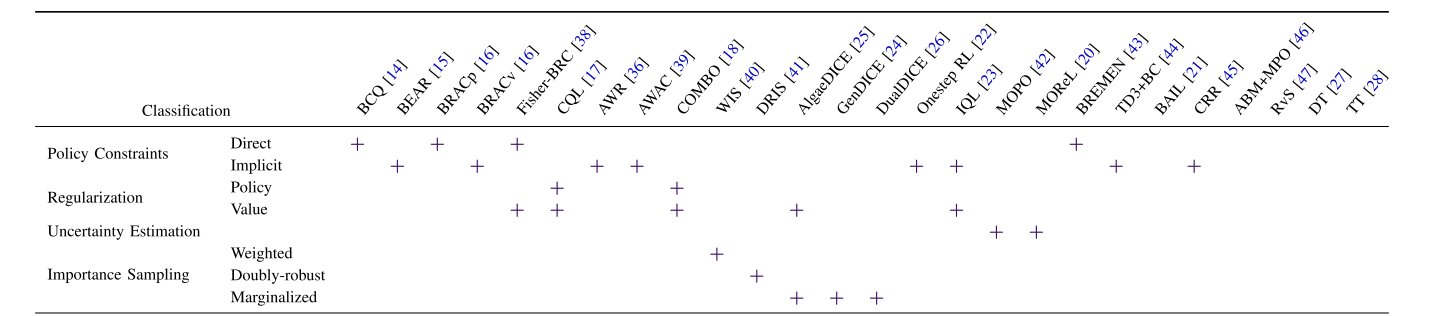 Classification
BCQ [14]
BEAR [15]
BRACp [16]
BRACv [16]
Fisher-BRC [38]
CQL [17]
AWR [36]
AWAC [39]
COMBO [18]
WIS [40]
DRIS [41]
AlgaeDICE [25]
GenDICE [24]
DualDICE [26]
Onestep RL [22]
IQL [23]
MOPO [42]
MOReL [20]
BREMEN [43]
TD3+BC [44]
BAIL [21]
CRR [45]
ABM+MPO [46]
RvS [47]
DT [27]
TT [28]
Policy Constraints
Direct + + + +
Implicit + + + + + + + +
Regularization
Policy + +
Value + + + + +
Uncertainty Estimation + +
Importance Sampling
Weighted +
Doubly-robust +
Marginalized + + +